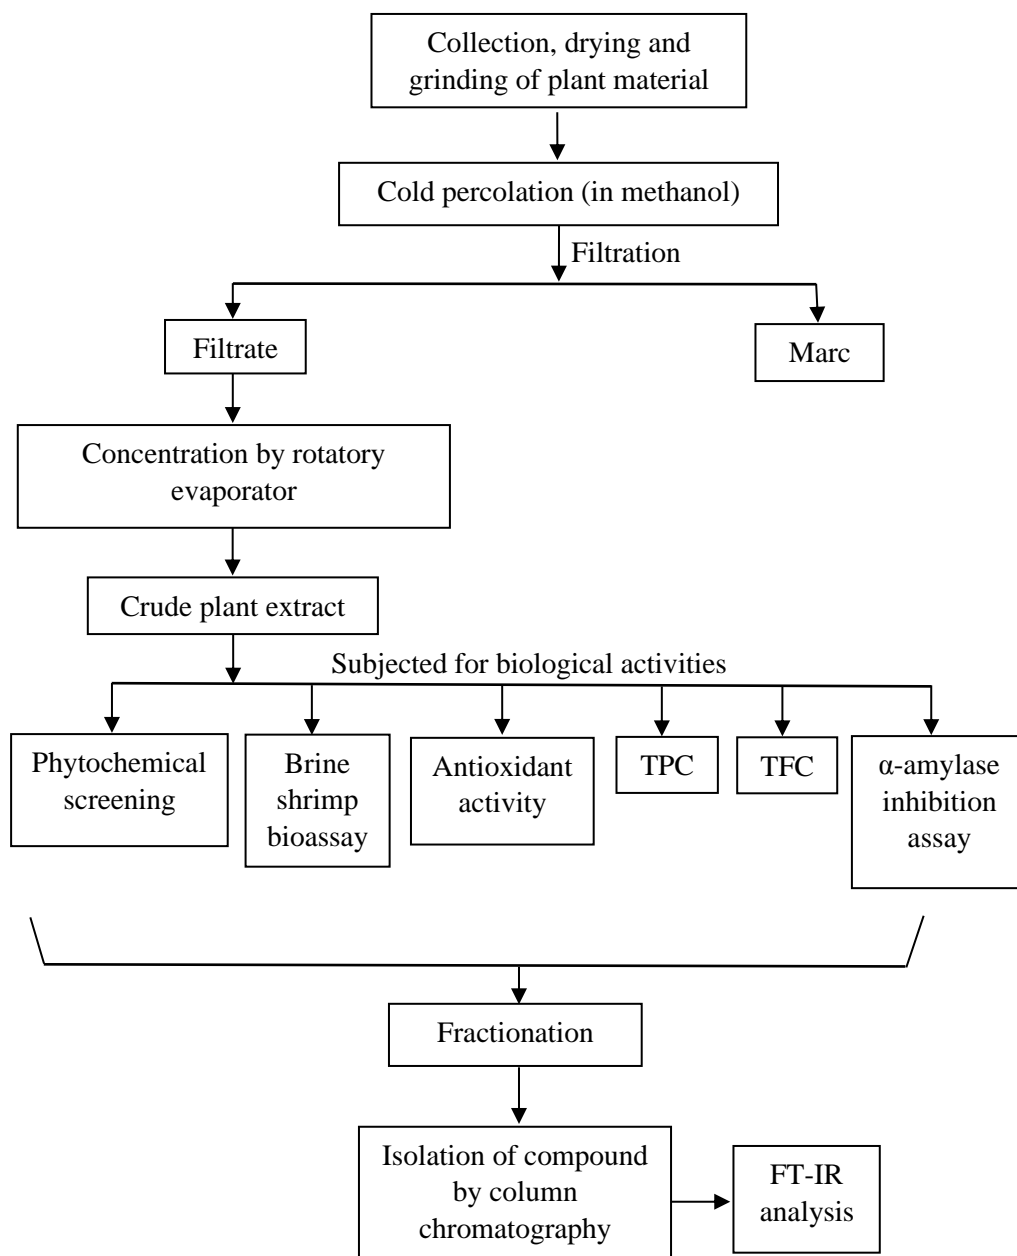 Collection, drying and
grinding of plant material
Cold percolation (in methanol)
Filtration
Filtrate
Marc
Concentration by rotatory
evaporator
Crude plant extract
Subjected for biological activities
Phytochemical
screening
Brine
shrimp
bioassay
Antioxidant
activity
TPC
TFC
α-amylase
inhibition
assay
Fractionation
Isolation of compound
by column
chromatography
FT-IR
analysis